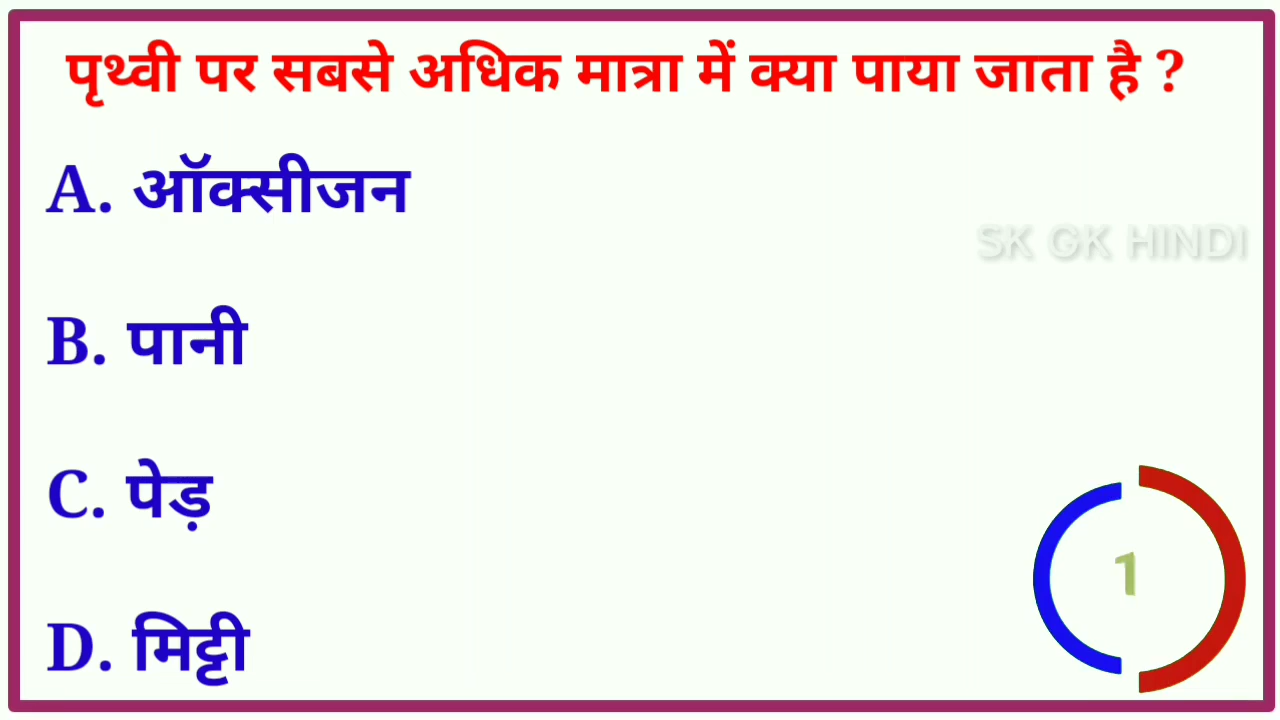 पृथ्वी पर सबसे अधिक मात्रा में क्या पाया जाता है ?
A. ऑक्सीजन
SK GK HINDI
B. पानी
C. पेड़
1
D. मिट्टी